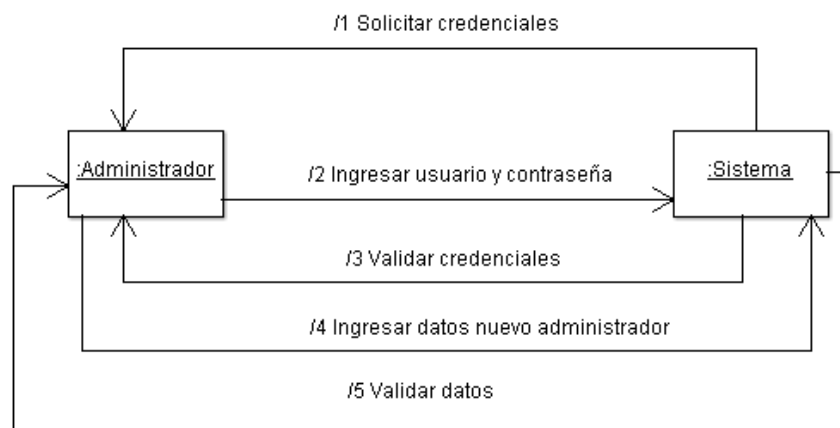 /1 Solicitar credenciales
:Administrador
:Sistema
/2 Ingresar usuario y contraseña
/3 Validar credenciales
/4 Ingresar datos nuevo administrador
/5 Validar datos